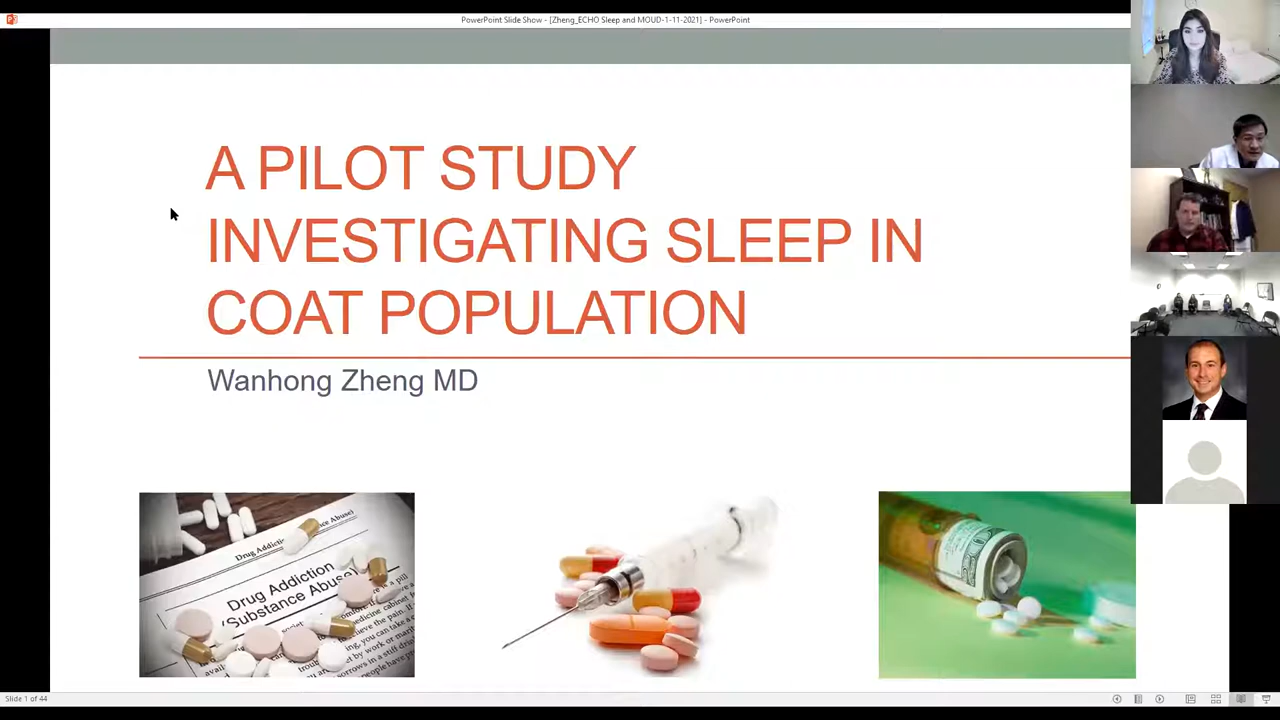 PowerPoint Slide Show - [Zheng_ECHO Sleep and MOUD-1-11-2021] - PowerPoint
A PILOT STUDY
INVESTIGATING SLEEP IN
COAT POPULATION
Wanhong Zheng MD
Drug Addiction
(Substance Abuse)
Slide 1 of 44